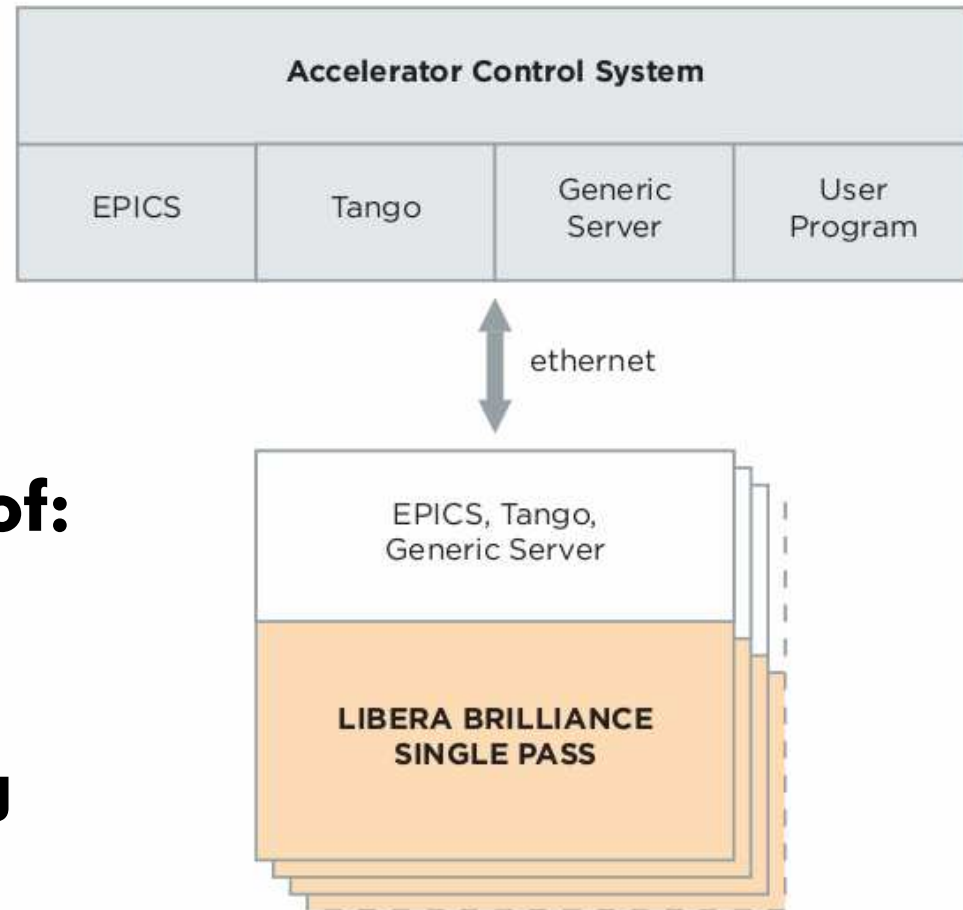 Accelerator Control System
EPICS
Tango
Generic
Server
User
Program
ethernet
of:
EPICS, Tango,
Generic Server
LIBERA BRILLIANCE
SINGLE PASS
g